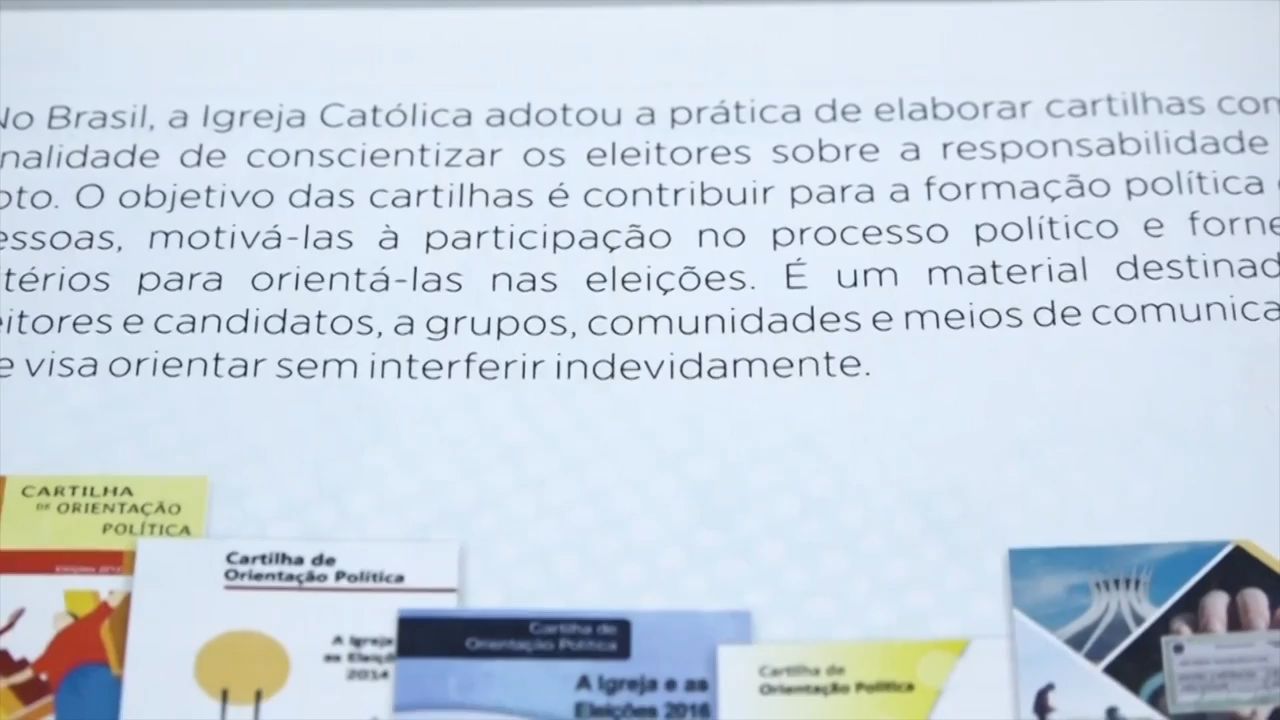 No Brasil, a Igreja Católica adotou a prática de elaborar cartilhas com
nalidade de conscientizar os eleitores sobre a responsabilidade
oto. O objetivo das cartilhas é contribuir para a formação política
essoas, motivá-las à participação no processo político e forne
térios para orientá-las nas eleições. É um material destinad
itores e candidatos, a grupos, comunidades e meios de comunica
e visa orientar sem interferir indevidamente.
CARTILHA
DE ORIENTAÇÃO
POLÍTICA
Cartilha de
Orientação Política
A Igreja
as Eleiçõ
2014
Cartilha de
Orientação Política
A Igreja e as
Eleições 2016
Cartilha de
Orientação Política